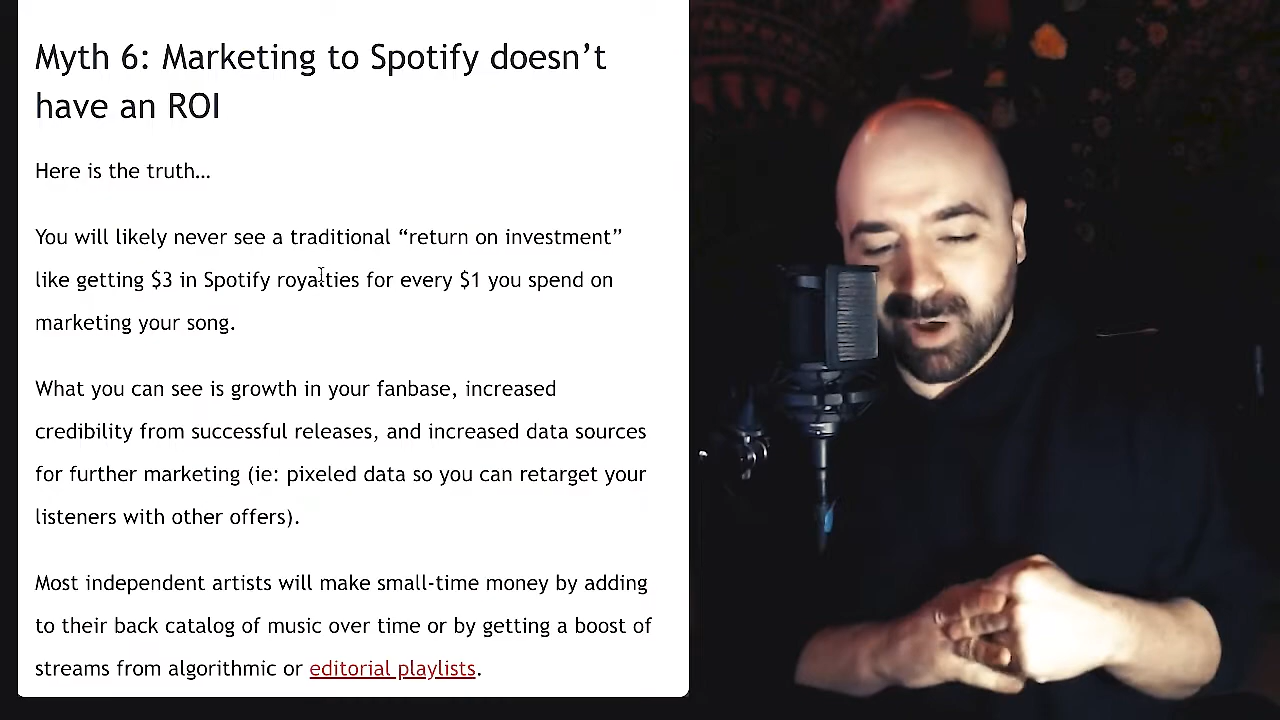 Myth 6: Marketing to Spotify doesn’t
have an ROI
Here is the truth…
You will likely never see a traditional “return on investment”
like getting $3 in Spotify royalties for every $1 you spend on
marketing your song.
What you can see is growth in your fanbase, increased
credibility from successful releases, and increased data sources
for further marketing (ie: pixeled data so you can retarget your
listeners with other offers).
Most independent artists will make small-time money by adding
to their back catalog of music over time or by getting a boost of
streams from algorithmic or editorial playlists.